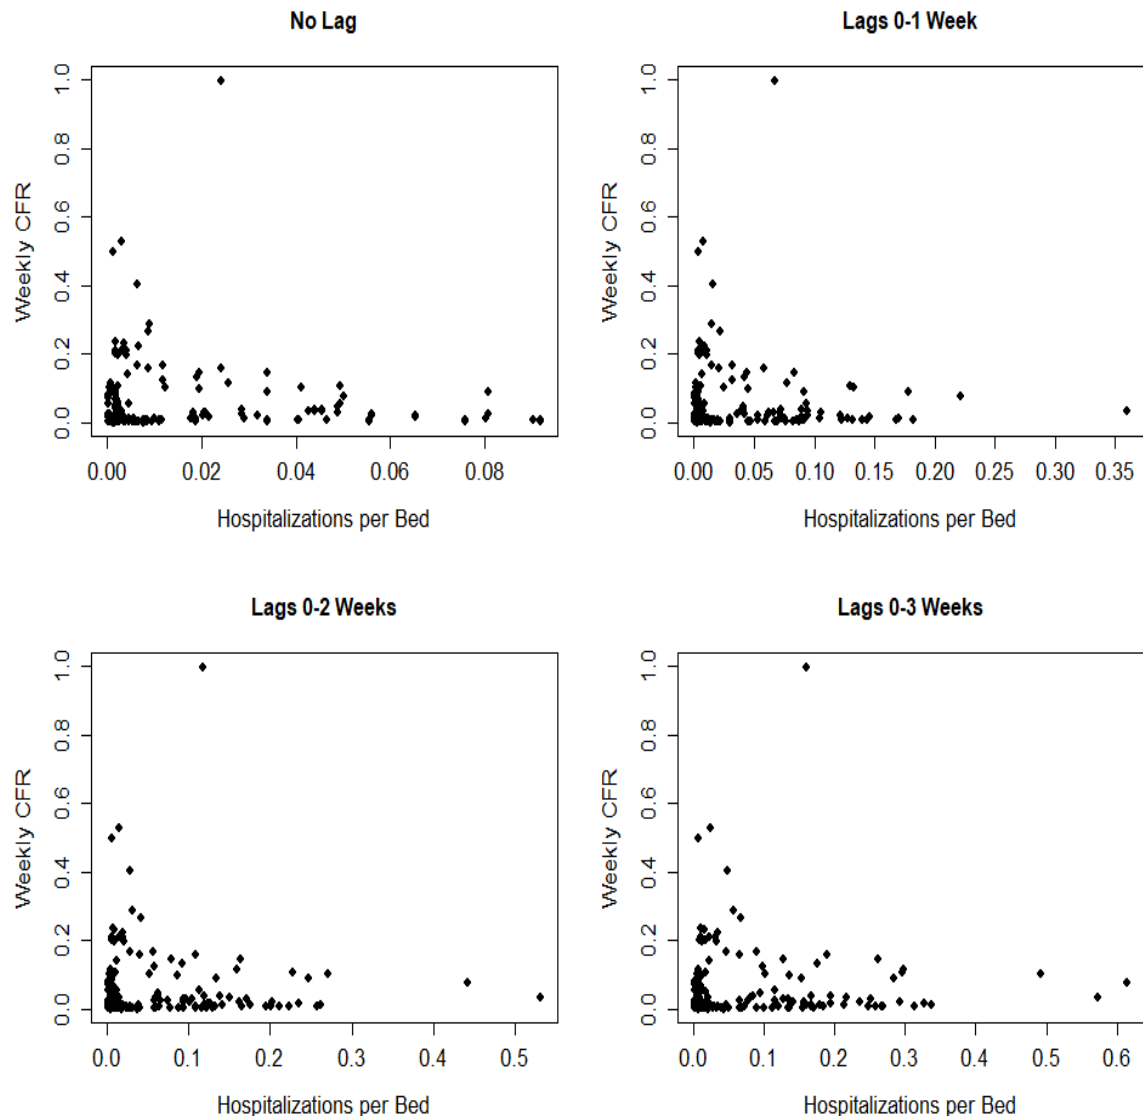 No Lag
Weekly CFR
0.0 0.2 0.4 0.6 0.8 1.0
0.00 0.02 0.04 0.06 0.08
Hospitalizations per Bed
Lags 0-1 Week
Weekly CFR
0.0 0.2 0.4 0.6 0.8 1.0
0.00 0.05 0.10 0.15 0.20 0.25 0.30 0.35
Hospitalizations per Bed
Lags 0-2 Weeks
Weekly CFR
0.0 0.2 0.4 0.6 0.8 1.0
0.0 0.1 0.2 0.3 0.4 0.5
Hospitalizations per Bed
Lags 0-3 Weeks
Weekly CFR
0.0 0.2 0.4 0.6 0.8 1.0
0.0 0.1 0.2 0.3 0.4 0.5 0.6
Hospitalizations per Bed